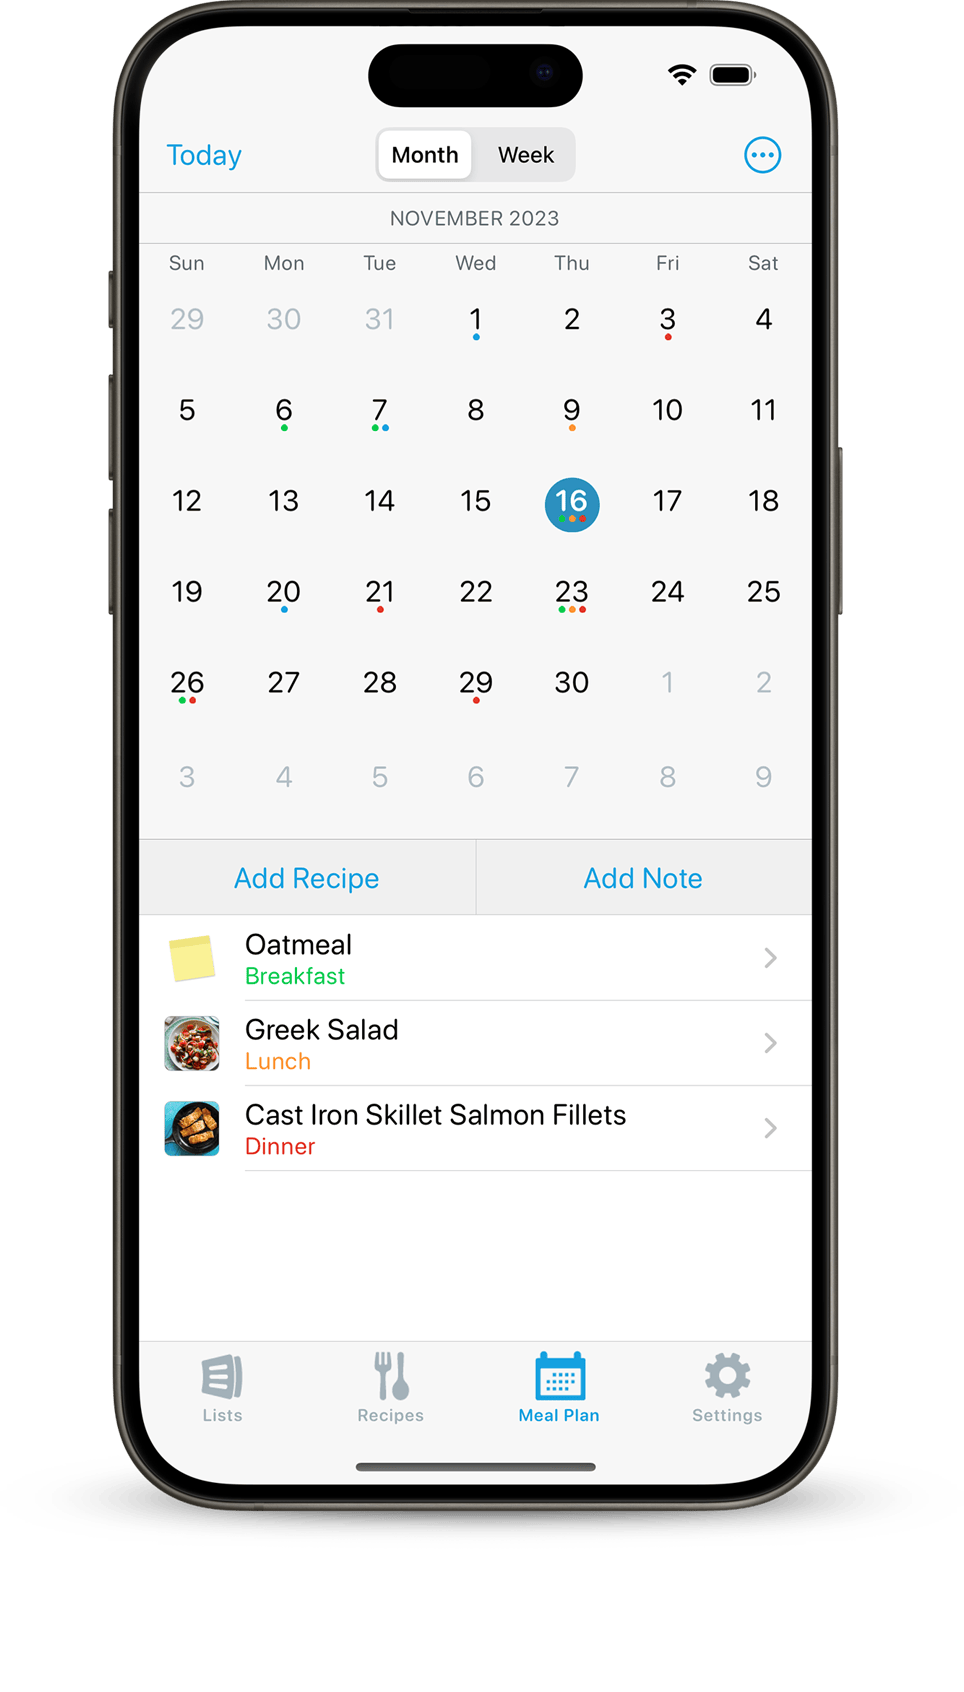 Today Month Week
NOVEMBER 2023
Sun Mon Tue Wed Thu Fri Sat
29 30 31 1 2 3 4
5 6 7 8 9 10 11
12 13 14 15 16 17 18
19 20 21 22 23 24 25
26 27 28 29 30 1 2
3 4 5 6 7 8 9
Add Recipe Add Note
Oatmeal
Breakfast
Greek Salad
Lunch
Cast Iron Skillet Salmon Fillets
Dinner
Lists Recipes Meal Plan Settings